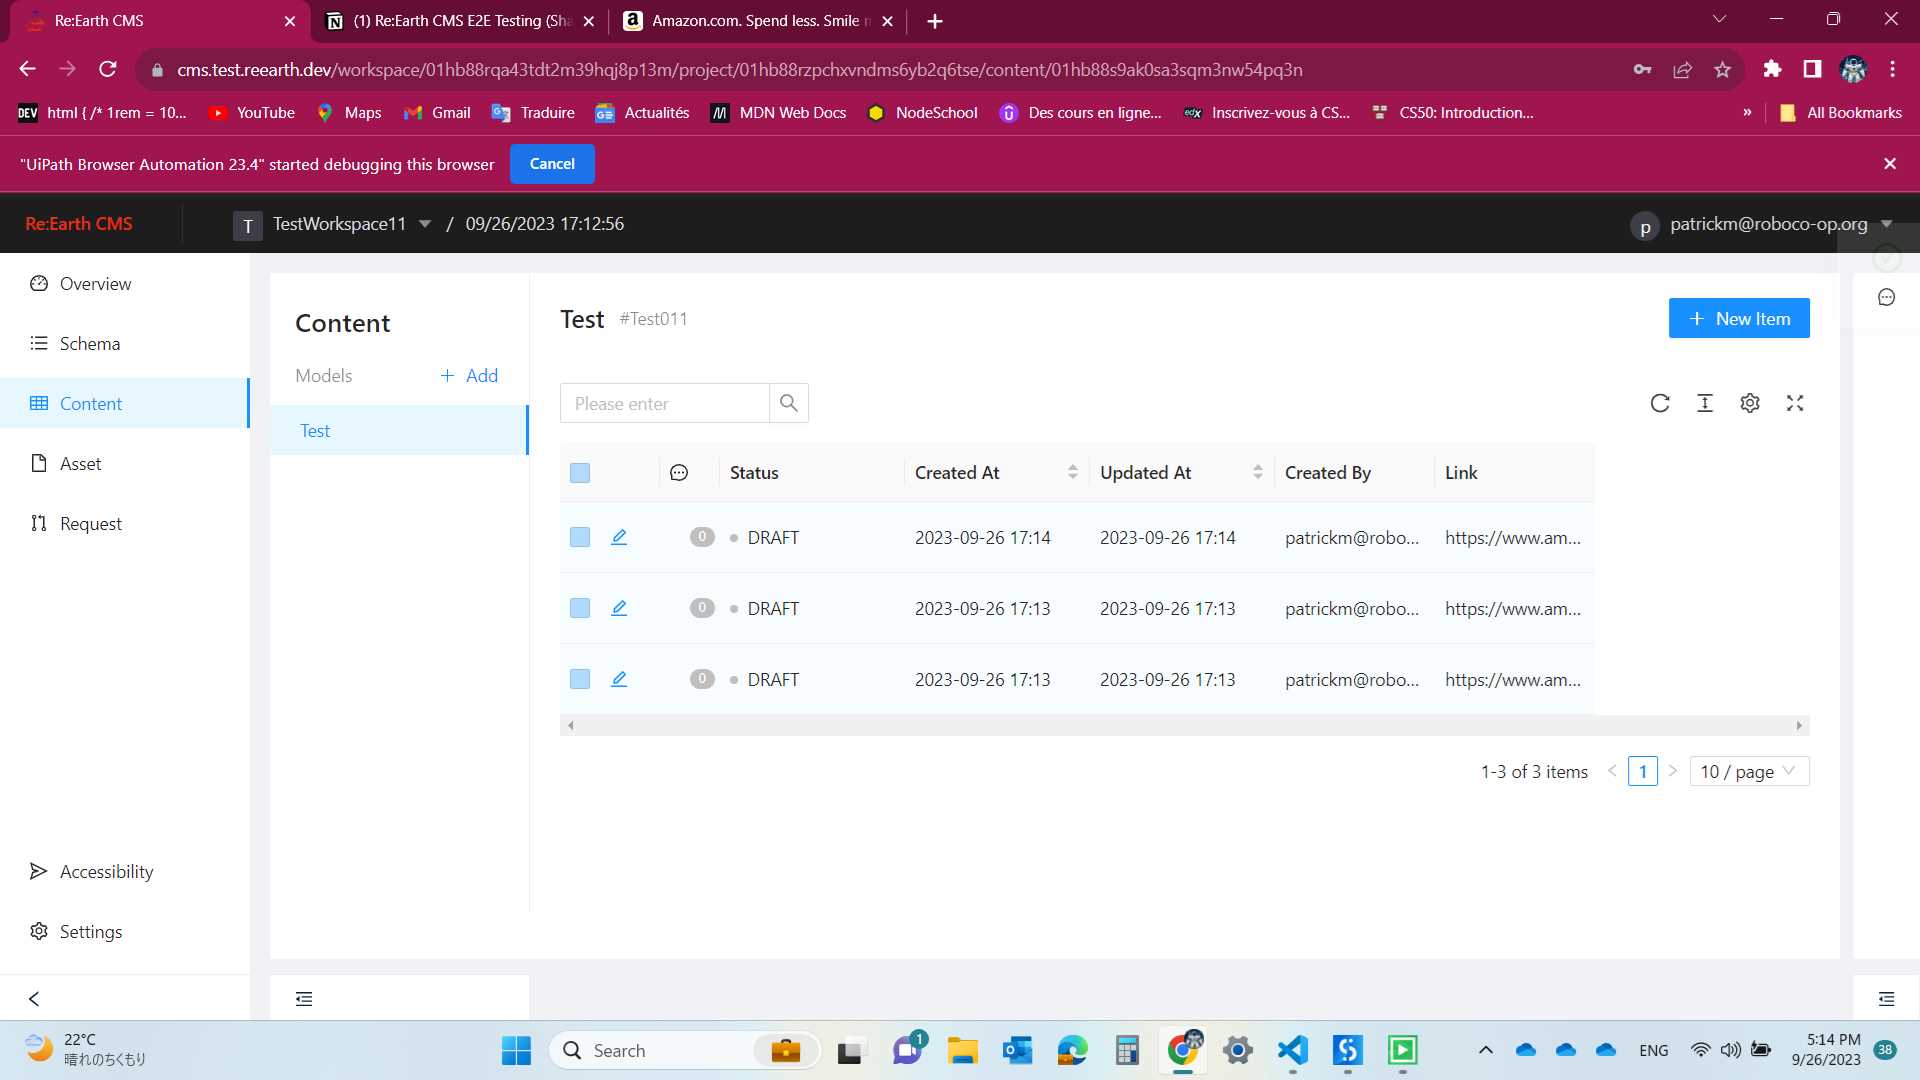 Re:Earth CMS
(1) Re:Earth CMS E2E Testing (Sha
Amazon.com. Spend less. Smile m
cms.test.reearth.dev/workspace/01hb88rqa43tdt2m39hqj8p13m/project/01hb88rzpchxvndms6yb2q6tse/content/01hb88s9ak0sa3sqm3nw54pq3n
DEV html { /* 1rem = 10... YouTube Maps Gmail Traduire Actualités MDN Web Docs NodeSchool Des cours en ligne... edX Inscrivez-vous à CS... CS50: Introduction... » All Bookmarks
"UiPath Browser Automation 23.4" started debugging this browser Cancel
Re:Earth CMS T TestWorkspace11 / 09/26/2023 17:12:56 p patrickm@roboco-op.org
Overview
Schema
Content
Asset
Request
Accessibility
Settings
Content
Models + Add
Test
Test #Test011
+ New Item
Please enter
Status Created At Updated At Created By Link
0 DRAFT 2023-09-26 17:14 2023-09-26 17:14 patrickm@robo... https://www.am...
0 DRAFT 2023-09-26 17:13 2023-09-26 17:13 patrickm@robo... https://www.am...
0 DRAFT 2023-09-26 17:13 2023-09-26 17:13 patrickm@robo... https://www.am...
1-3 of 3 items < 1 > 10 / page
22°C
晴れのちくもり
Search
1
ENG
5:14 PM
9/26/2023
38